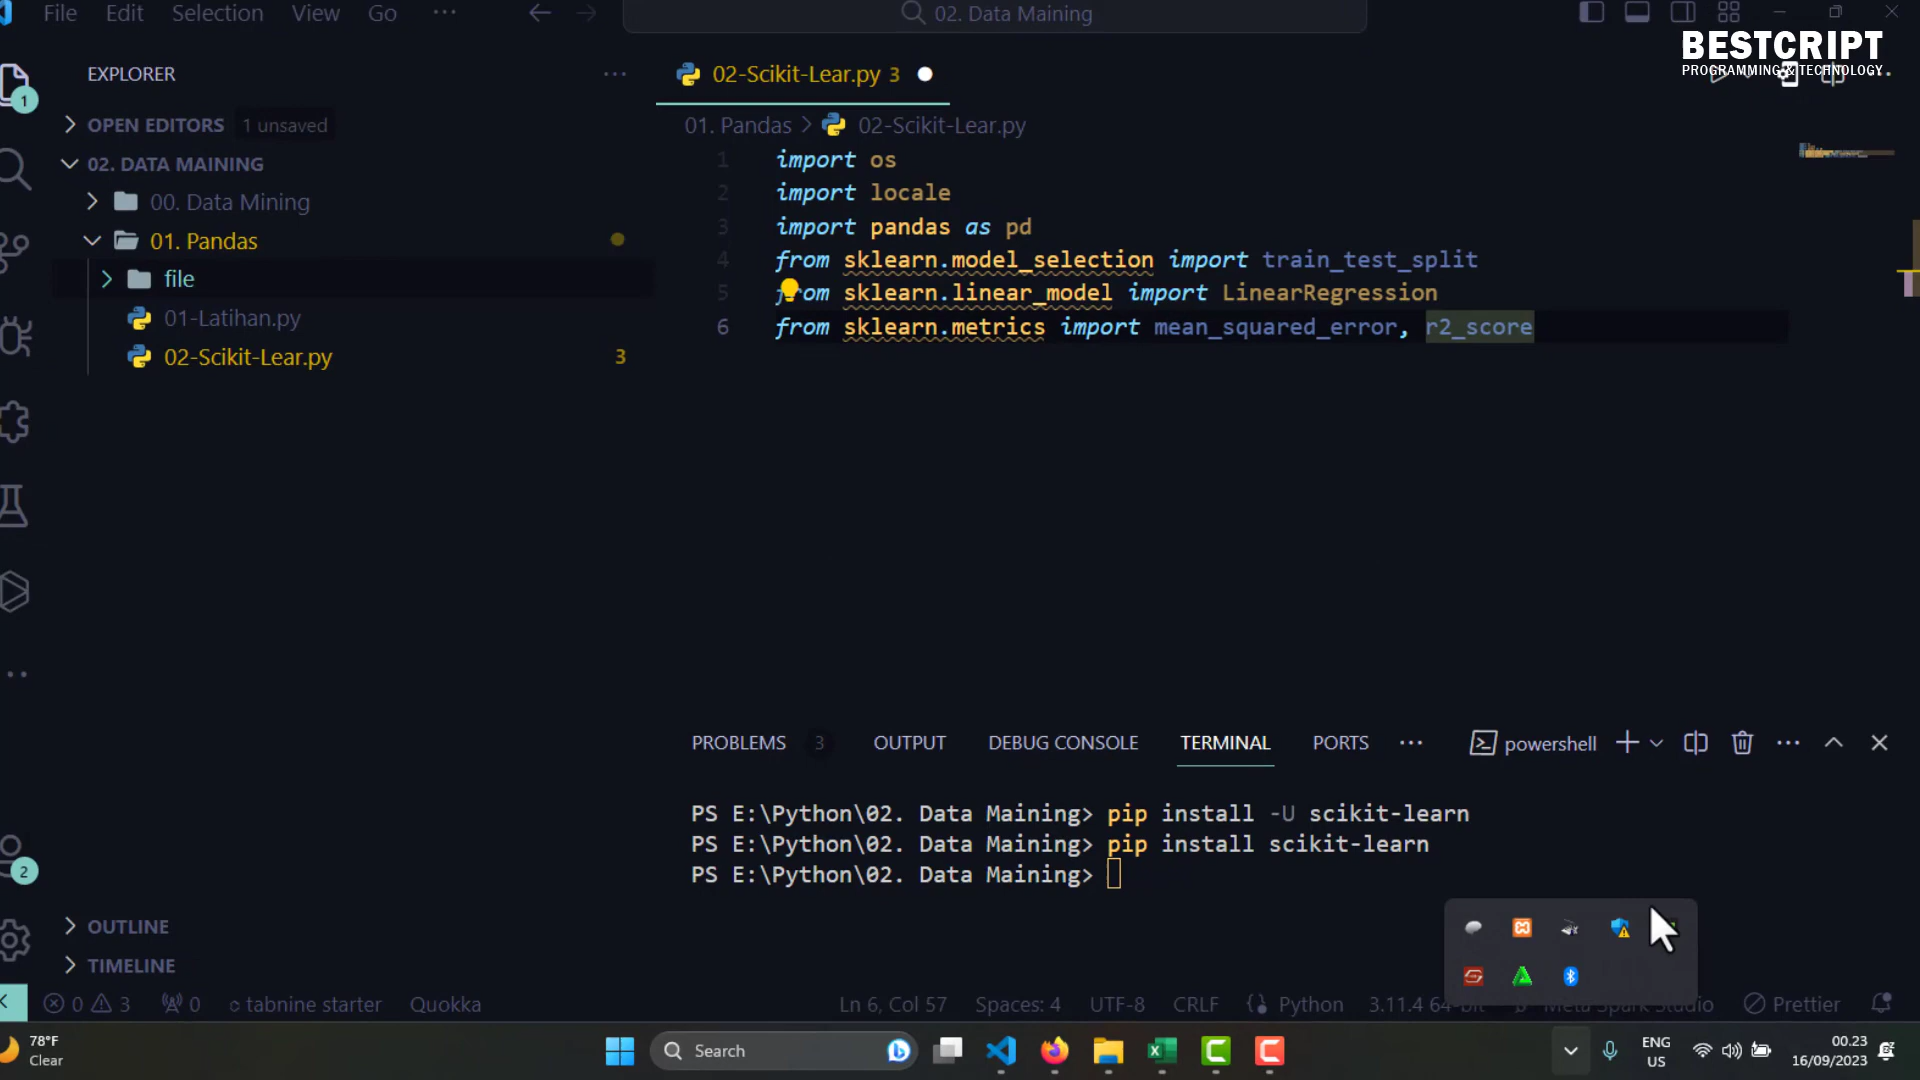 File Edit Selection View Go ···
02. Data Maining
BESTCRIPT
PROGRAMMING & TECHNOLOGY
EXPLORER
1
02-Scikit-Lear.py 3
OPEN EDITORS 1 unsaved
02. DATA MAINING
00. Data Mining
01. Pandas
file
01-Latihan.py
02-Scikit-Lear.py 3
01. Pandas > 02-Scikit-Lear.py
1 import os
2 import locale
3 import pandas as pd
4 from sklearn.model_selection import train_test_split
5 from sklearn.linear_model import LinearRegression
6 from sklearn.metrics import mean_squared_error, r2_score
PROBLEMS 3 OUTPUT DEBUG CONSOLE TERMINAL PORTS ··· powershell
PS E:\Python\02. Data Maining> pip install -U scikit-learn
PS E:\Python\02. Data Maining> pip install scikit-learn
PS E:\Python\02. Data Maining>
2
OUTLINE
TIMELINE
0 3 0 tabnine starter Quokka
Ln 6, Col 57 Spaces: 4 UTF-8 CRLF Python 3.11.4 64-bit Meta Spark Studio Prettier
78°F
Clear
Search
ENG
US
00.23
16/09/2023